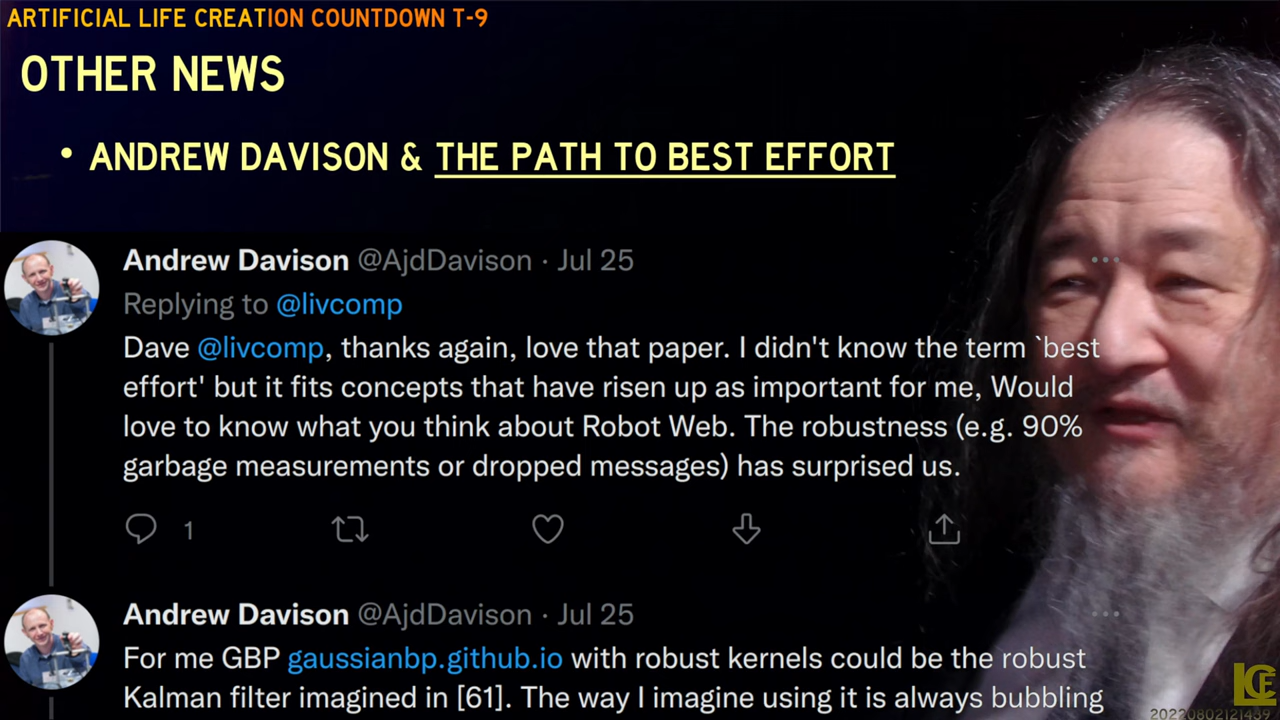 ARTIFICIAL LIFE CREATION COUNTDOWN T-9
OTHER NEWS
• ANDREW DAVISON & THE PATH TO BEST EFFORT
Andrew Davison @AjdDavison · Jul 25
Replying to @livcomp
Dave @livcomp, thanks again, love that paper. I didn't know the term `best
effort' but it fits concepts that have risen up as important for me, Would
love to know what you think about Robot Web. The robustness (e.g. 90%
garbage measurements or dropped messages) has surprised us.
1
Andrew Davison @AjdDavison · Jul 25
For me GBP gaussianbp.github.io with robust kernels could be the robust
Kalman filter imagined in [61]. The way I imagine using it is always bubbling
20220802121439